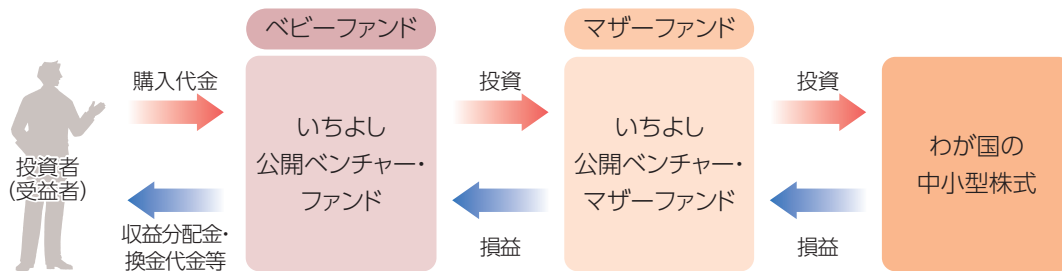 ベビーファンド
マザーファンド
購入代金
投資
投資
いちよし
公開ベンチャー・
ファンド
いちよし
公開ベンチャー・
マザーファンド
わが国の
中小型株式
投資者
（受益者）
収益分配金・
換金代金等
損益
損益